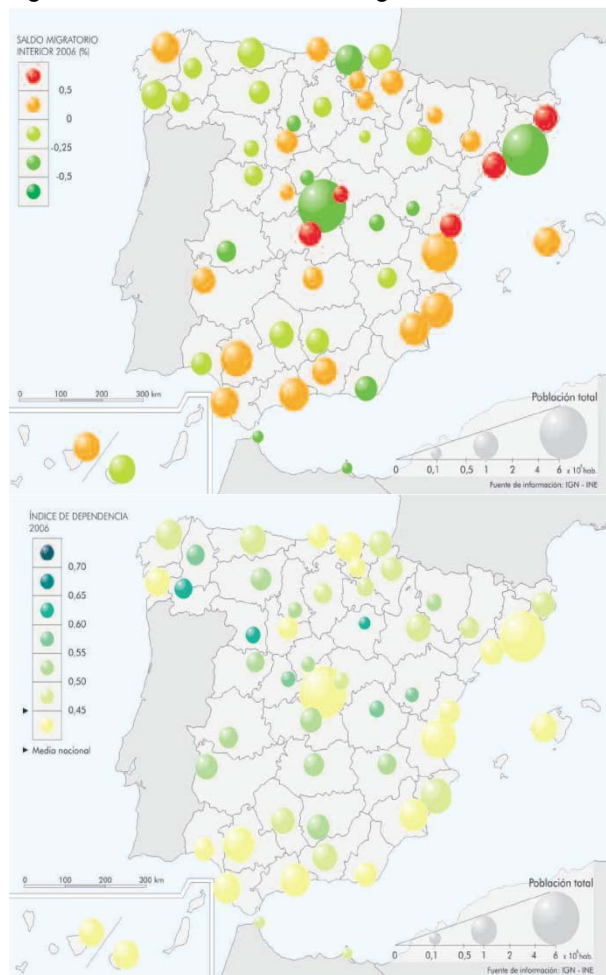 SALDO MIGRATORIO
INTERIOR 2006 (%)
0,5
0
-0,25
-0,5
0 100 200 300 km
Población total
0 0,1 0,5 1 2 4 6 x 10⁶ hab.
Fuente de información: IGN - INE
ÍNDICE DE DEPENDENCIA
2006
0,70
0,65
0,60
0,55
0,50
0,45
Media nacional
0 100 200 300 km
Población total
0 0,1 0,5 1 2 4 6 x 10⁶ hab.
Fuente de información: IGN - INE